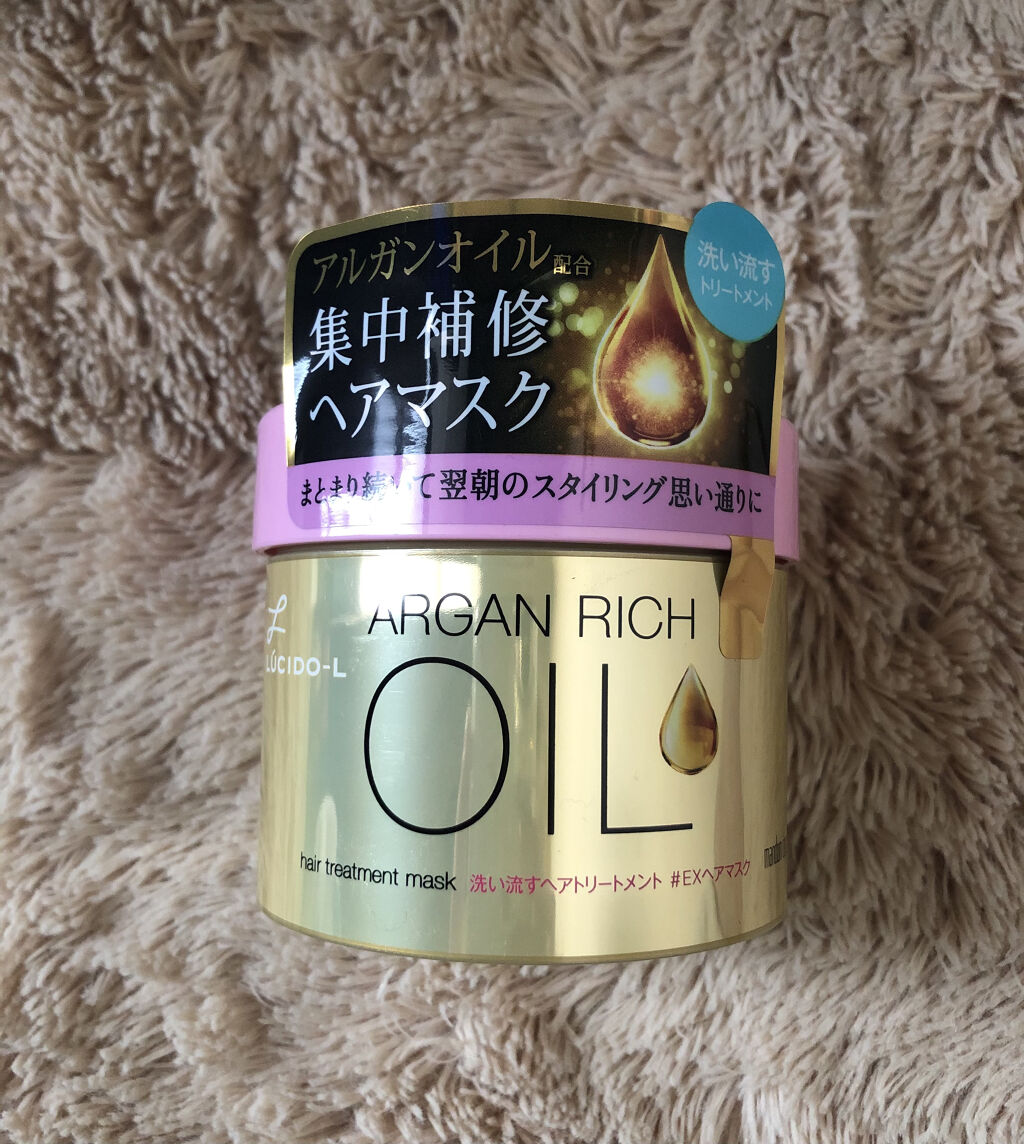 アルガンオイル配合
集中補修
ヘアマスク
洗い流す
トリートメント
まとまり続いて翌朝のスタイリング思い通りに
LÚCIDO-L
ARGAN RICH
OIL
hair treatment mask 洗い流すヘアトリートメント #EXヘアマスク